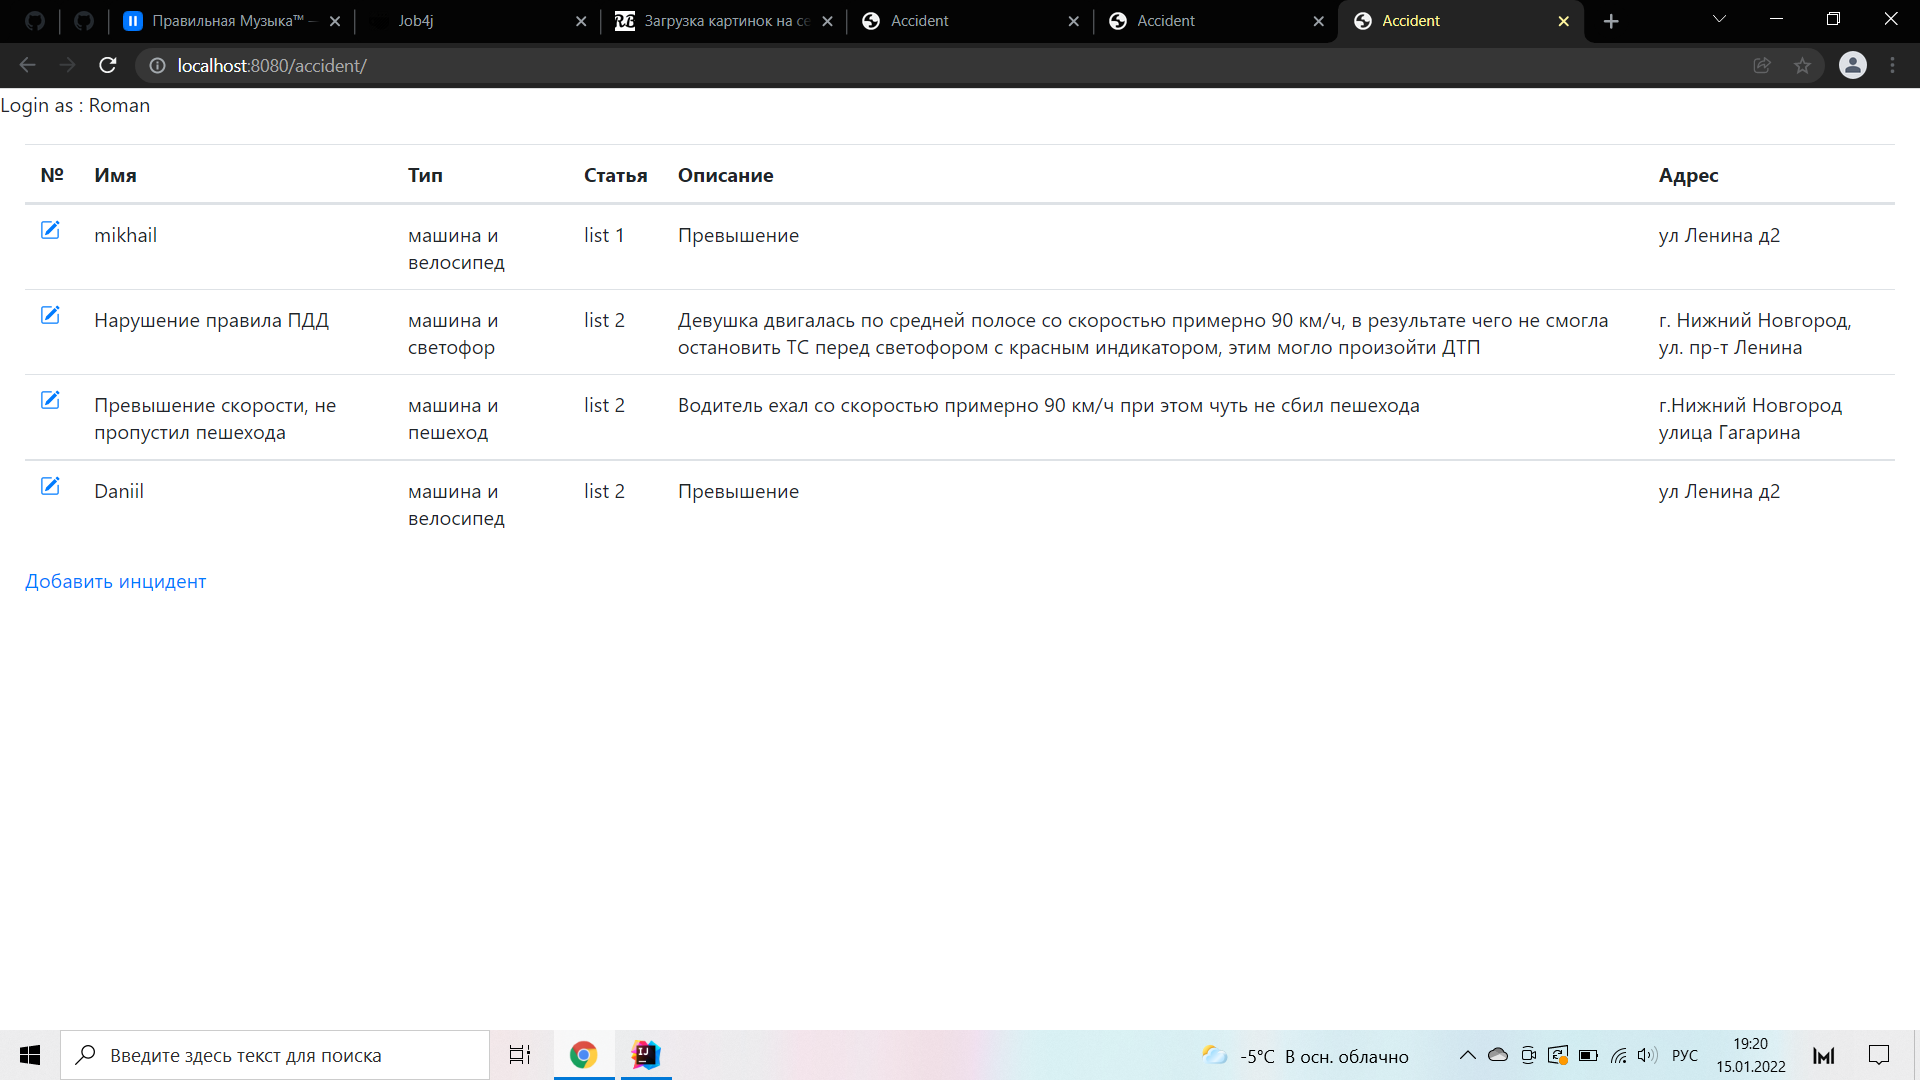 Правильная Музыка™ –
Job4j
RB
Загрузка картинок на се
Accident
Accident
Accident
localhost:8080/accident/
Login as : Roman
№ Имя Тип Статья Описание Адрес
mikhail машина и list 1 Превышение ул Ленина д2
велосипед
Нарушение правила ПДД машина и list 2 Девушка двигалась по средней полосе со скоростью примерно 90 км/ч, в результате чего не смогла г. Нижний Новгород,
светофор остановить ТС перед светофором с красным индикатором, этим могло произойти ДТП ул. пр-т Ленина
Превышение скорости, не машина и list 2 Водитель ехал со скоростью примерно 90 км/ч при этом чуть не сбил пешехода г.Нижний Новгород
пропустил пешехода пешеход улица Гагарина
Daniil машина и list 2 Превышение ул Ленина д2
велосипед
Добавить инцидент
Введите здесь текст для поиска
IJ
-5°C В осн. облачно
РУС
19:20
15.01.2022